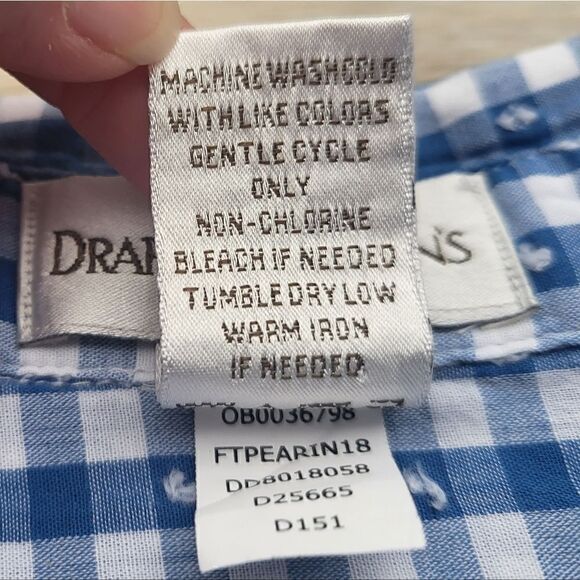 MACHINE WASH COLD
WITH LIKE COLORS
GENTLE CYCLE
ONLY
NON-CHLORINE
BLEACH IF NEEDED
TUMBLE DRY LOW
WARM IRON
IF NEEDED
OB0036798
FTPEARIN18
DD8018058
D25665
D151